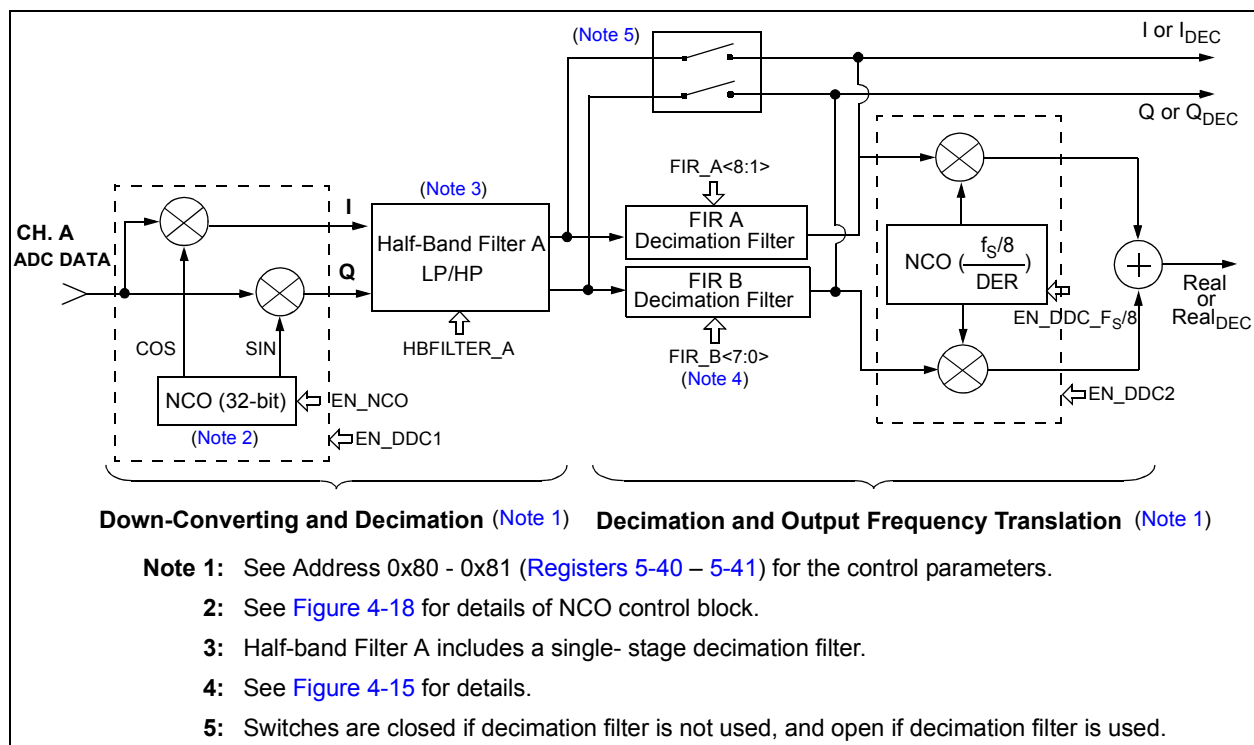 (Note 5)
I or I_DEC
Q or Q_DEC
FIR_A<8:1>
(Note 3)
I
CH. A
ADC DATA
Half-Band Filter A
LP/HP
FIR A
Decimation Filter
NCO (f_S/8 / DER)
Q
FIR B
Decimation Filter
Real
or
Real_DEC
EN_DDC_F_S/8
COS
SIN
HBFILTER_A
FIR_B<7:0>
(Note 4)
NCO (32-bit)
EN_NCO
EN_DDC2
(Note 2)
EN_DDC1
Down-Converting and Decimation (Note 1)
Decimation and Output Frequency Translation (Note 1)
Note 1: See Address 0x80 - 0x81 (Registers 5-40 – 5-41) for the control parameters.
2: See Figure 4-18 for details of NCO control block.
3: Half-band Filter A includes a single- stage decimation filter.
4: See Figure 4-15 for details.
5: Switches are closed if decimation filter is not used, and open if decimation filter is used.